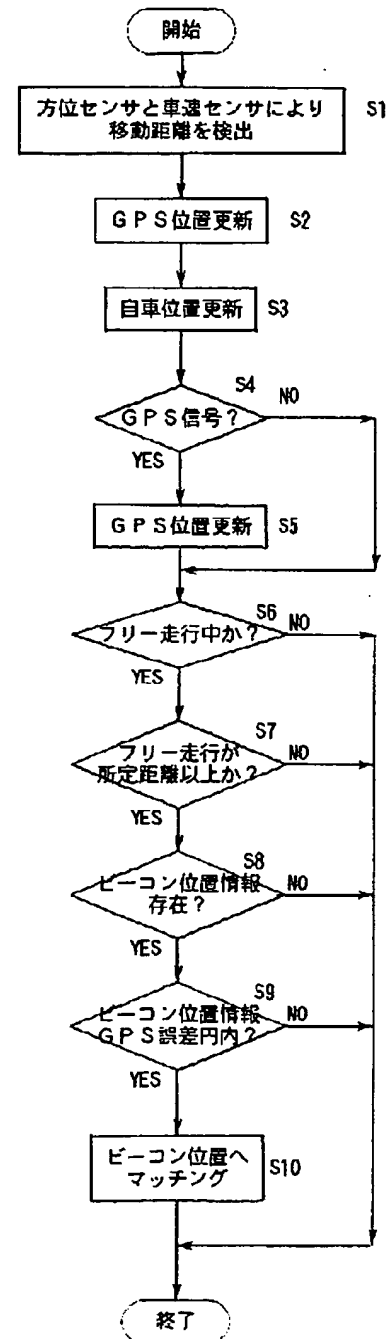 開始
方位センサと車速センサにより
移動距離を検出
S1
GPS位置更新
S2
自車位置更新
S3
S4
GPS信号?
NO
YES
GPS位置更新
S5
S6
フリー走行中か?
NO
YES
S7
フリー走行が
所定距離以上か?
NO
YES
S8
ビーコン位置情報
存在?
NO
YES
S9
ビーコン位置情報
GPS誤差円内?
NO
YES
ビーコン位置へ
マッチング
S10
終了